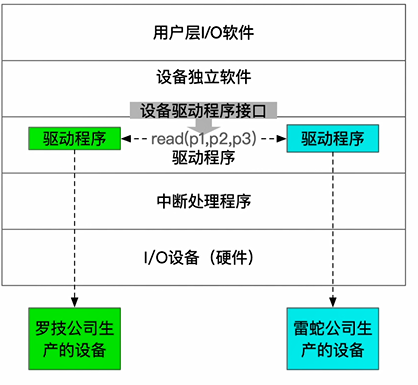 用户层I/O软件
设备独立软件
设备驱动程序接口
驱动程序
read(p1,p2,p3)
驱动程序
驱动程序
中断处理程序
I/O设备（硬件）
罗技公司生
产的设备
雷蛇公司生
产的设备